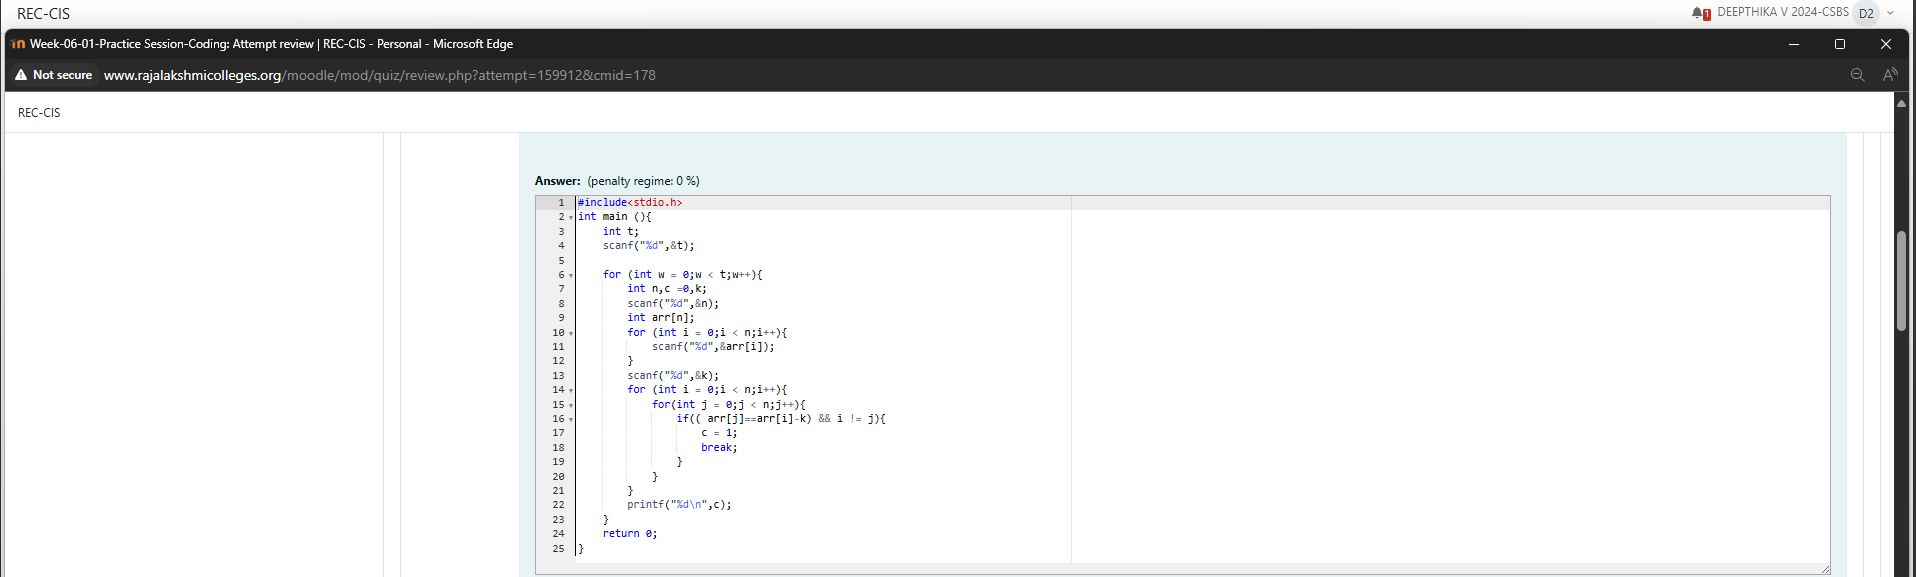 REC-CIS
1 DEEPTHIKA V 2024-CSBS D2
Week-06-01-Practice Session-Coding: Attempt review | REC-CIS - Personal - Microsoft Edge
Not secure www.rajalakshmicolleges.org/moodle/mod/quiz/review.php?attempt=159912&cmid=178
REC-CIS
Answer: (penalty regime: 0 %)
1 #include<stdio.h>
2 int main (){
3     int t;
4     scanf("%d",&t);
5
6     for (int w = 0;w < t;w++){
7         int n,c =0,k;
8         scanf("%d",&n);
9         int arr[n];
10         for (int i = 0;i < n;i++){
11             scanf("%d",&arr[i]);
12         }
13         scanf("%d",&k);
14         for (int i = 0;i < n;i++){
15             for(int j = 0;j < n;j++){
16                 if(( arr[j]==arr[i]-k) && i != j){
17                     c = 1;
18                     break;
19                 }
20             }
21         }
22         printf("%d\n",c);
23     }
24     return 0;
25 }